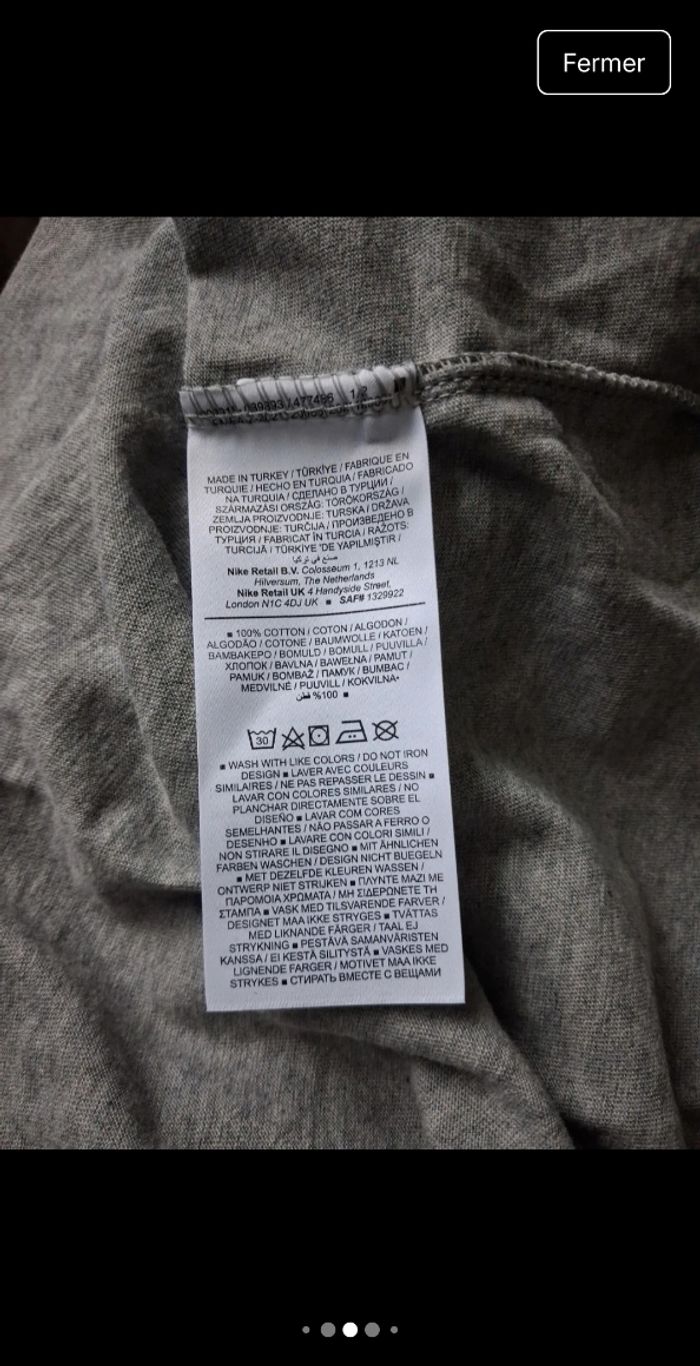 Fermer
MADE IN TURKEY / TÜRKİYE / FABRIQUE EN
TURQUIE / HECHO EN TURQUIA / FABRICADO
NA TURQUIA / СДЕЛАНО В ТУРЦИИ /
SZÁRMAZÁSI ORSZÁG: TÖRÖKORSZÁG /
ZEMLJA PROIZVODNJE: TURSKA / DRŽAVA
PROIZVODNJE: TURČIJA / ПРОИЗВЕДЕНО В
ТУРЦИЯ / FABRICAT ÎN TURCIA / RAŽOTS:
TURCIJĀ / TÜRKİYE 'DE YAPILMIŞTIR /
صنع في تركيا
Nike Retail B.V. Colosseum 1, 1213 NL
Hilversum, The Netherlands
Nike Retail UK 4 Handyside Street,
London N1C 4DJ UK ■ SAF# 1329922
■ 100% COTTON / COTON / ALGODON /
ALGODÃO / COTONE / BAUMWOLLE / KATOEN /
ΒΑΜΒΑΚΕΡΟ / BOMULD / BOMULL / PUUVILLA /
ХЛОПОК / BAVLNA / BAWEŁNA / PAMUT /
PAMUK / BOMBAŽ / ПАМУК / BUMBAC /
MEDVILNĖ / PUUVILL / KOKVILNA•
%100 قطن ■
30
■ WASH WITH LIKE COLORS / DO NOT IRON
DESIGN ■ LAVER AVEC COULEURS
SIMILAIRES / NE PAS REPASSER LE DESSIN ■
LAVAR CON COLORES SIMILARES / NO
PLANCHAR DIRECTAMENTE SOBRE EL
DISEÑO ■ LAVAR COM CORES
SEMELHANTES / NÃO PASSAR A FERRO O
DESENHO ■ LAVARE CON COLORI SIMILI /
NON STIRARE IL DISEGNO ■ MIT ÄHNLICHEN
FARBEN WASCHEN / DESIGN NICHT BUEGELN
■ MET DEZELFDE KLEUREN WASSEN /
ONTWERP NIET STRIJKEN ■ ΠΛΥΝΤΕ ΜΑΖΙ ΜΕ
ΠΑΡΟΜΟΙΑ ΧΡΩΜΑΤΑ / ΜΗ ΣΙΔΕΡΩΝΕΤΕ ΤΗ
ΣΤΑΜΠΑ ■ VASK MED TILSVARENDE FARVER /
DESIGNET MAA IKKE STRYGES ■ TVÄTTAS
MED LIKNANDE FÄRGER / TAAL EJ
STRYKNING ■ PESTÄVÄ SAMANVÄRISTEN
KANSSA / EI KESTÄ SILITYSTÄ ■ VASKES MED
LIGNENDE FARGER / MOTIVET MAA IKKE
STRYKES ■ СТИРАТЬ ВМЕСТЕ С ВЕЩАМИ